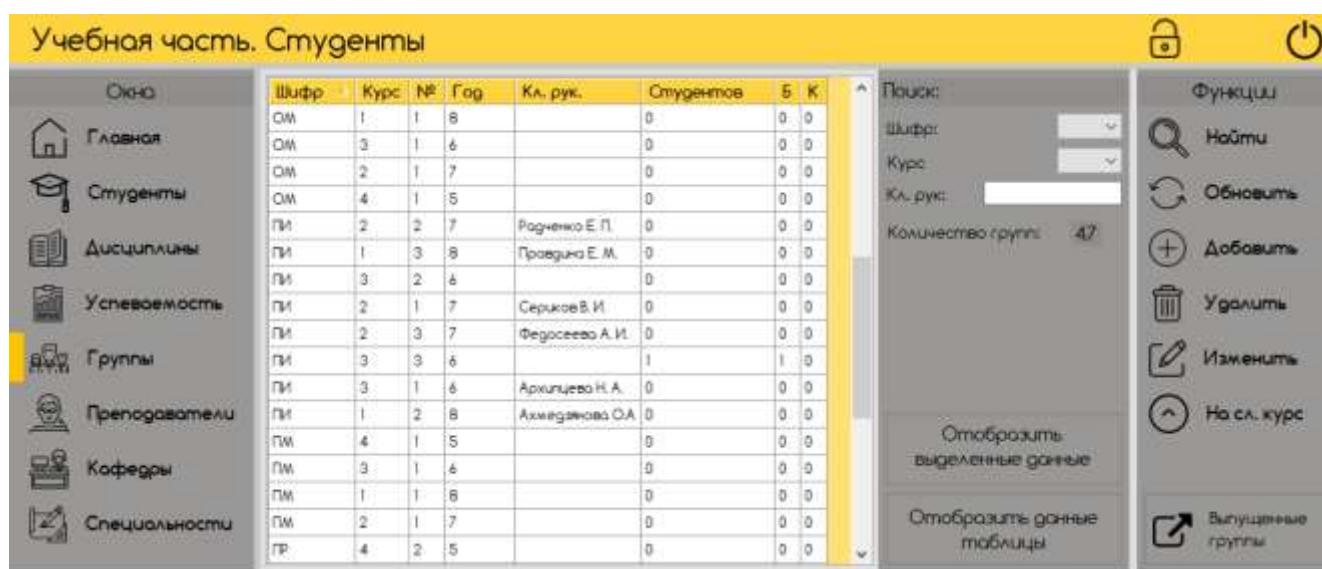 Учебная часть. Студенты
Окна
Главная
Студенты
Дисциплины
Успеваемость
Группы
Преподаватели
Кафедры
Специальности
Шифр Курс № Год Кл. рук. Студентов Б К
ОМ 1 1 8 0 0 0
ОМ 3 1 6 0 0 0
ОМ 2 1 7 0 0 0
ОМ 4 1 5 0 0 0
ПИ 2 2 7 Радченко Е. П. 0 0 0
ПИ 1 3 8 Правдина Е. М. 0 0 0
ПИ 3 2 6 0 0 0
ПИ 2 1 7 Сериков В. И. 0 0 0
ПИ 2 3 7 Федосеева А. И. 0 0 0
ПИ 3 3 6 1 1 0
ПИ 3 1 6 Архипцева Н. А. 0 0 0
ПИ 1 2 8 Ахмедзянова О.А 0 0 0
ПМ 4 1 5 0 0 0
ПМ 3 1 6 0 0 0
ПМ 1 1 8 0 0 0
ПМ 2 1 7 0 0 0
ПР 4 2 5 0 0 0
Поиск:
Шифр:
Курс
Кл. рук:
Количество групп: 47
Отобразить
выделенные данные
Отобразить данные
таблицы
Функции
Найти
Обновить
Добавить
Удалить
Изменить
На сл. курс
Выпущенные
группы